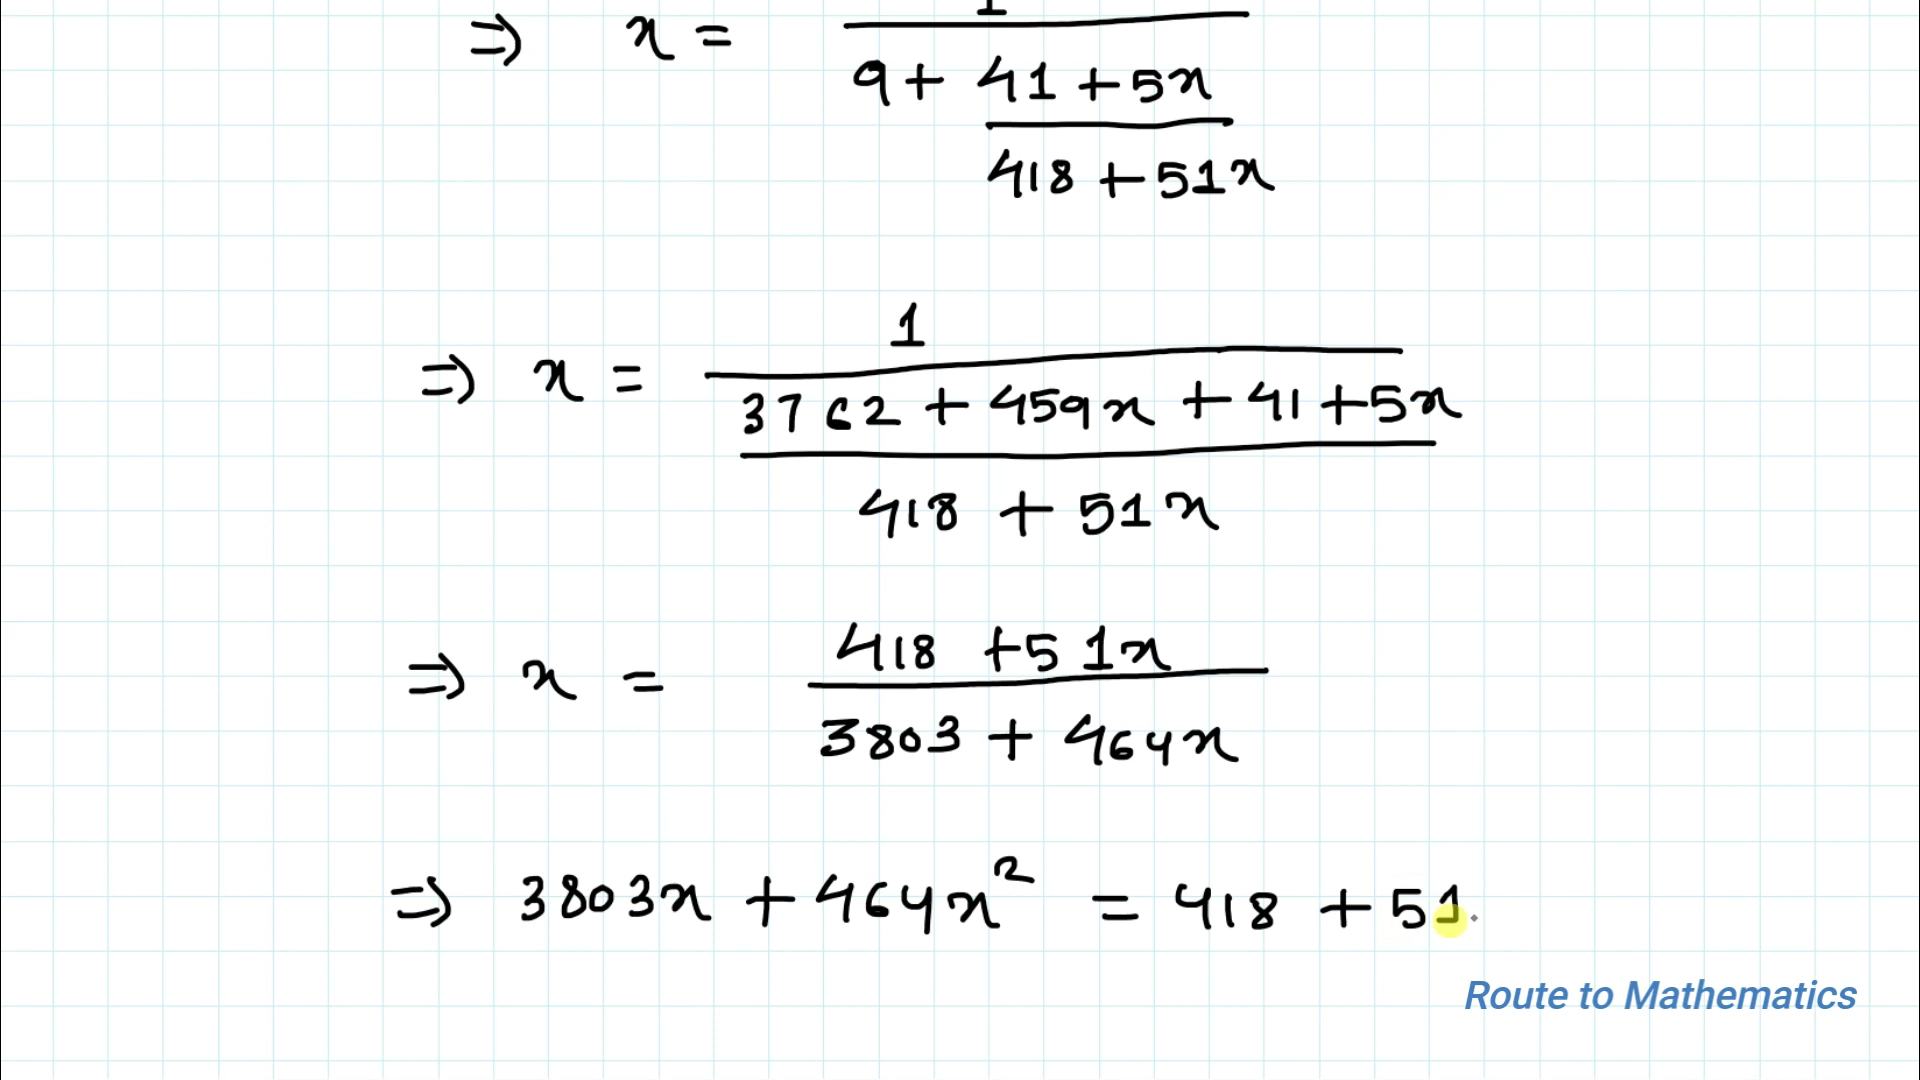 ⇒ x = 1
9 + 41 + 5x
418 + 51x
1
⇒ x =
3762 + 459x + 41 + 5x
418 + 51x
418 + 51x
⇒ x =
3803 + 464x
⇒ 3803x + 464x² = 418 + 51
Route to Mathematics